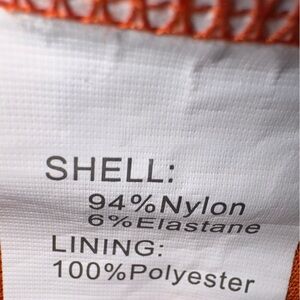 SHELL:
94%Nylon
6%Elastane
LINING:
100%Polyester